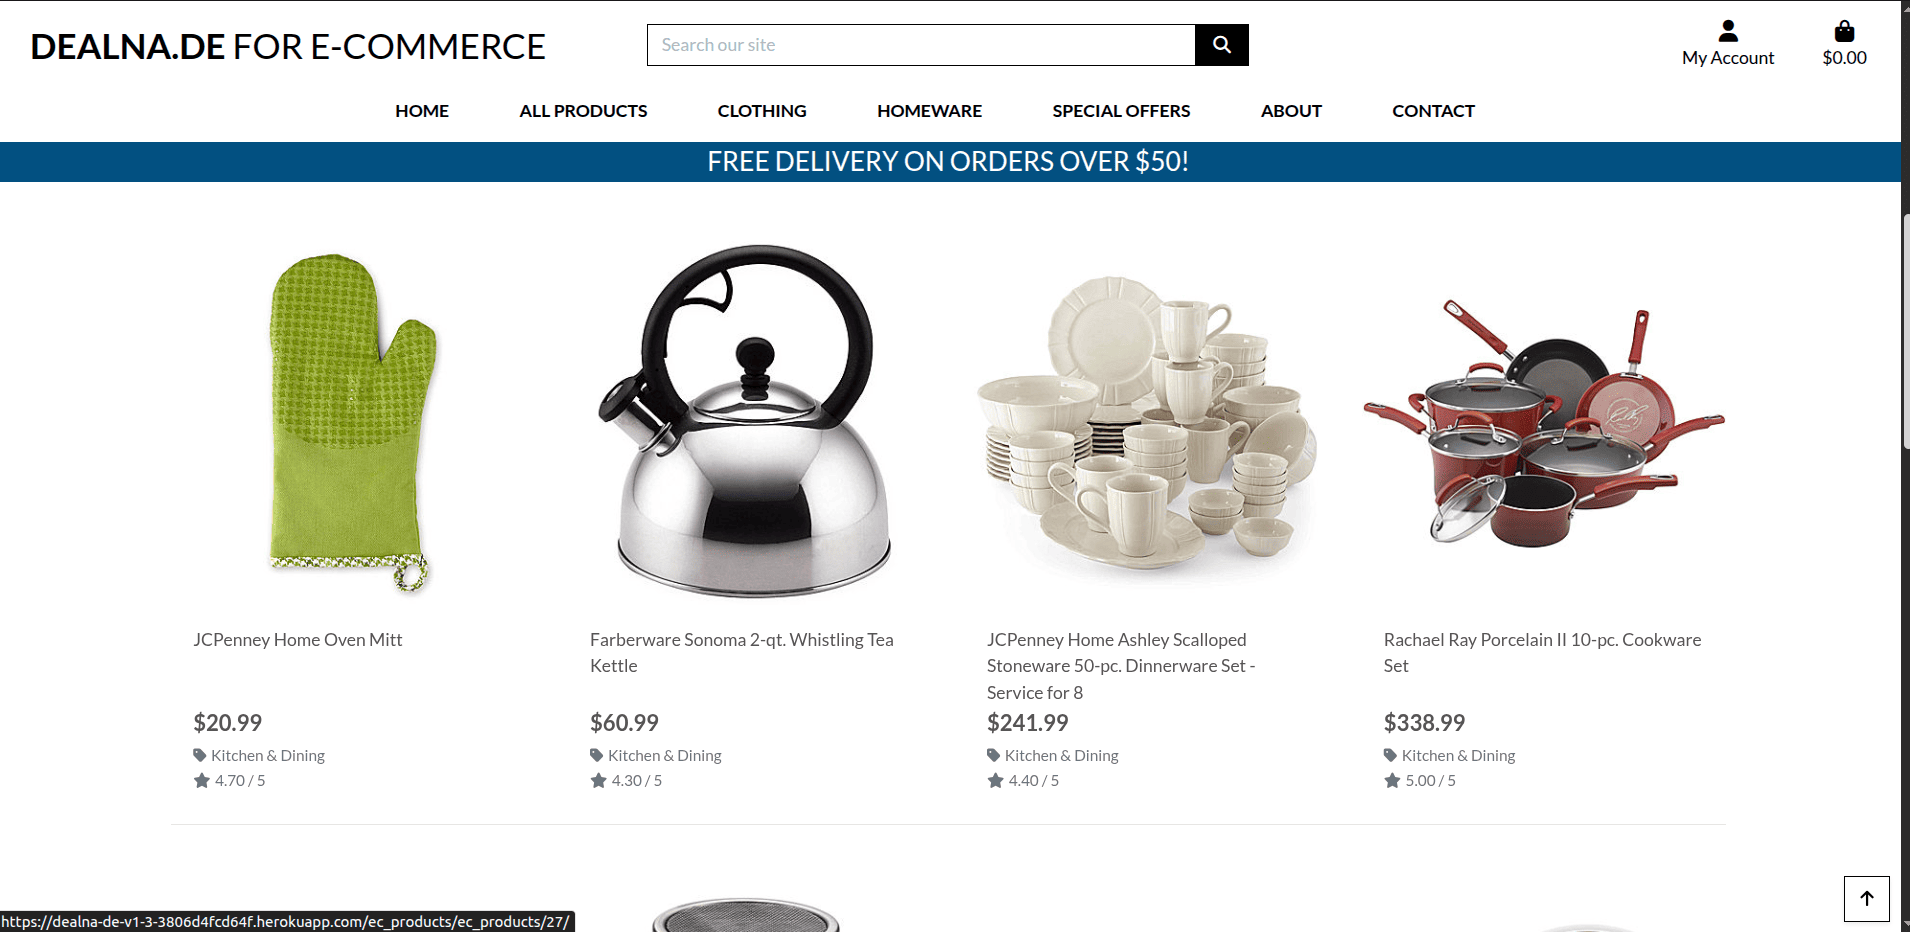 DEALNA.DE FOR E-COMMERCE
Search our site
My Account
$0.00
HOME
ALL PRODUCTS
CLOTHING
HOMEWARE
SPECIAL OFFERS
ABOUT
CONTACT
FREE DELIVERY ON ORDERS OVER $50!
JCPenney Home Oven Mitt
$20.99
Kitchen & Dining
4.70 / 5
Farberware Sonoma 2-qt. Whistling Tea
Kettle
$60.99
Kitchen & Dining
4.30 / 5
JCPenney Home Ashley Scalloped
Stoneware 50-pc. Dinnerware Set -
Service for 8
$241.99
Kitchen & Dining
4.40 / 5
Rachael Ray Porcelain II 10-pc. Cookware
Set
$338.99
Kitchen & Dining
5.00 / 5
https://dealna-de-v1-3-3806d4fcd64f.herokuapp.com/ec_products/ec_products/27/